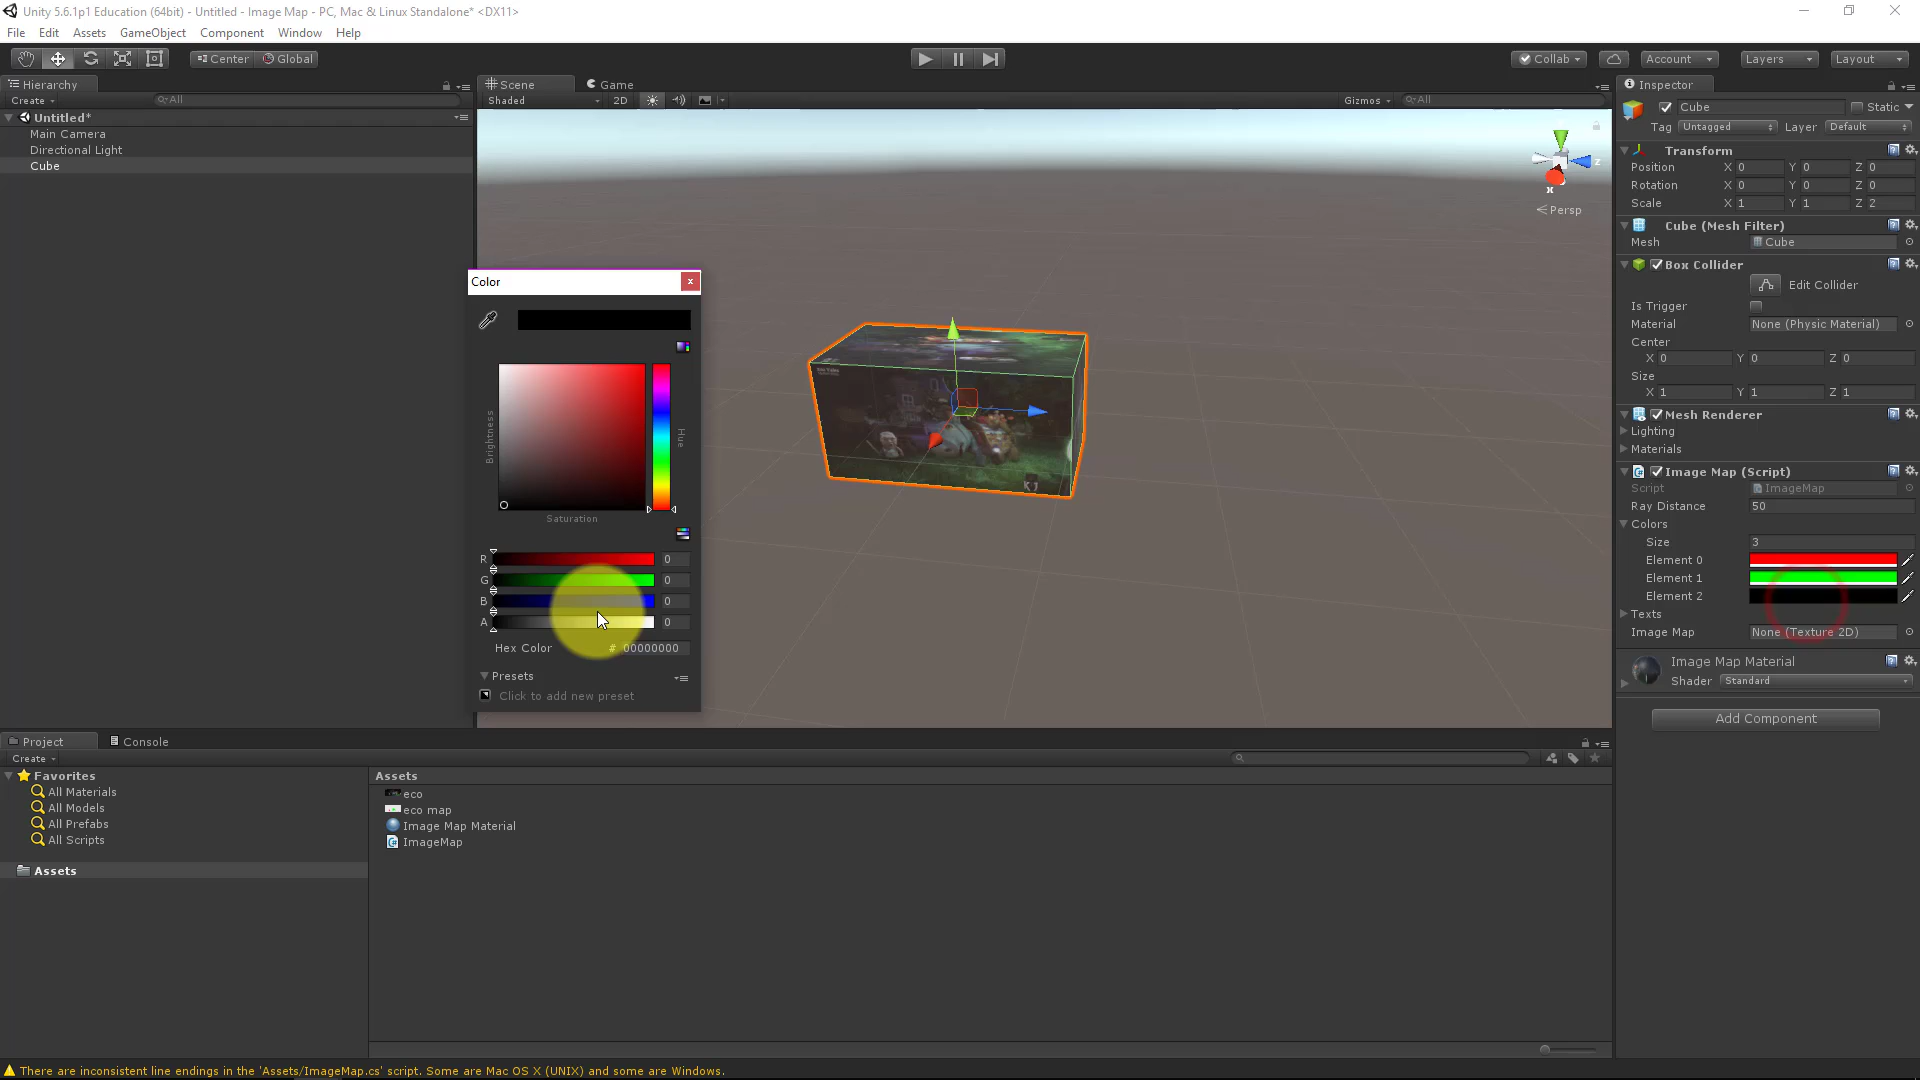 Unity 5.6.1p1 Education (64bit) - Untitled - Image Map - PC, Mac & Linux Standalone* <DX11>
File Edit Assets GameObject Component Window Help
Center Global Collab Account Layers Layout
Hierarchy
Create All
Untitled*
Main Camera
Directional Light
Cube
Scene Game
Shaded 2D Gizmos All
z
x
Persp
Color
Brightness
Hue
Saturation
R 0
G 0
B 0
A 0
Hex Color # 00000000
Presets
Click to add new preset
Inspector
Cube Static
Tag Untagged Layer Default
Transform
Position X 0 Y 0 Z 0
Rotation X 0 Y 0 Z 0
Scale X 1 Y 1 Z 2
Cube (Mesh Filter)
Mesh Cube
Box Collider
Edit Collider
Is Trigger
Material None (Physic Material)
Center
X 0 Y 0 Z 0
Size
X 1 Y 1 Z 1
Mesh Renderer
Lighting
Materials
Image Map (Script)
Script ImageMap
Ray Distance 50
Colors
Size 3
Element 0
Element 1
Element 2
Texts
Image Map None (Texture 2D)
Image Map Material
Shader Standard
Add Component
Project Console
Create
Favorites
All Materials
All Models
All Prefabs
All Scripts
Assets
Assets
eco
eco map
Image Map Material
ImageMap
There are inconsistent line endings in the 'Assets/ImageMap.cs' script. Some are Mac OS X (UNIX) and some are Windows.